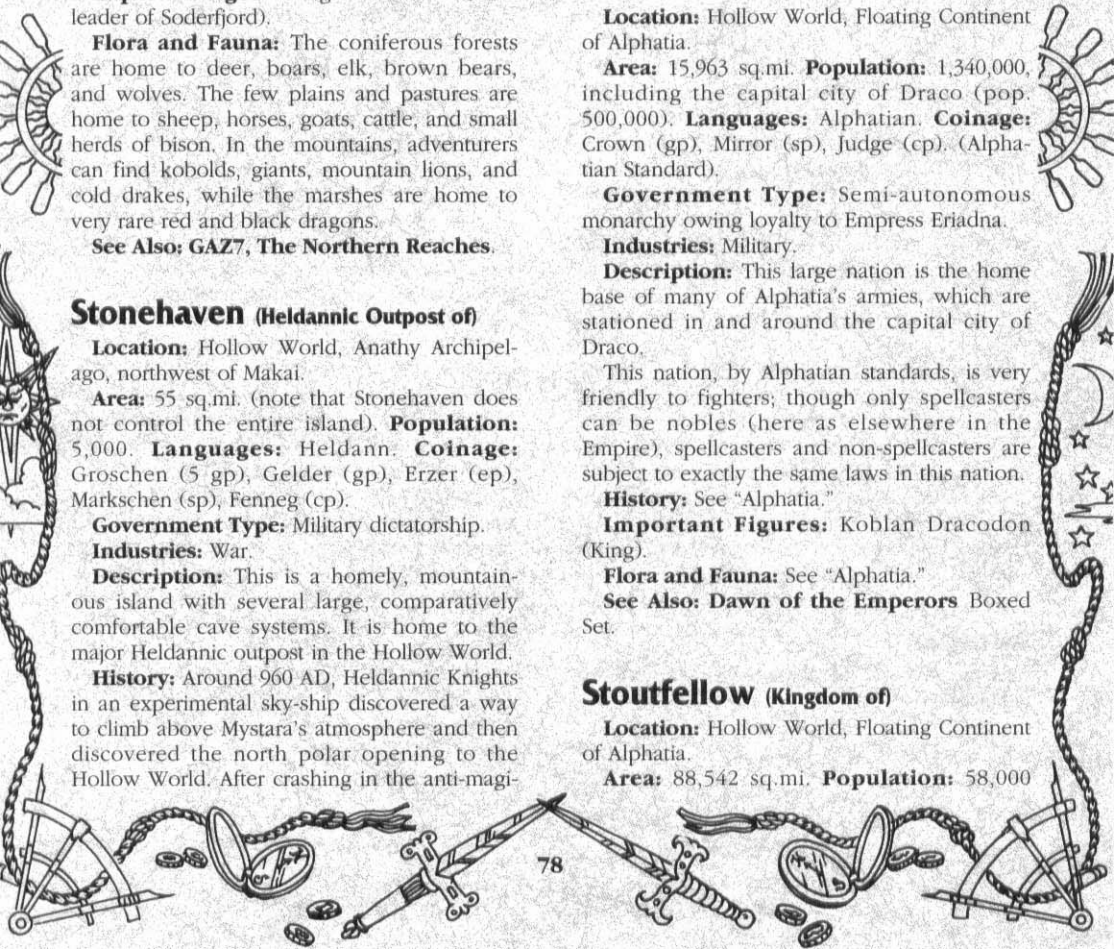 leader of Soderfjord).
Flora and Fauna: The coniferous forests
are home to deer, boars, elk, brown bears,
and wolves. The few plains and pastures are
home to sheep, horses, goats, cattle, and small
herds of bison. In the mountains, adventurers
can find kobolds, giants, mountain lions, and
cold drakes, while the marshes are home to
very rare red and black dragons.
See Also: GAZ7, The Northern Reaches.
Stonehaven (Heldannic Outpost of)
Location: Hollow World, Anathy Archipel-
ago, northwest of Makai.
Area: 55 sq.mi. (note that Stonehaven does
not control the entire island). Population:
5,000. Languages: Heldann. Coinage:
Groschen (5 gp), Gelder (gp), Erzer (ep),
Markschen (sp), Fenneg (cp).
Government Type: Military dictatorship.
Industries: War.
Description: This is a homely, mountain-
ous island with several large, comparatively
comfortable cave systems. It is home to the
major Heldannic outpost in the Hollow World.
History: Around 960 AD, Heldannic Knights
in an experimental sky-ship discovered a way
to climb above Mystara's atmosphere and then
discovered the north polar opening to the
Hollow World. After crashing in the anti-magi-
Location: Hollow World, Floating Continent
of Alphatia.
Area: 15,963 sq.mi. Population: 1,340,000,
including the capital city of Draco (pop.
500,000). Languages: Alphatian. Coinage:
Crown (gp), Mirror (sp), Judge (cp). (Alpha-
tian Standard).
Government Type: Semi-autonomous
monarchy owing loyalty to Empress Eriadna.
Industries: Military.
Description: This large nation is the home
base of many of Alphatia's armies, which are
stationed in and around the capital city of
Draco.
This nation, by Alphatian standards, is very
friendly to fighters; though only spellcasters
can be nobles (here as elsewhere in the
Empire), spellcasters and non-spellcasters are
subject to exactly the same laws in this nation.
History: See "Alphatia."
Important Figures: Koblan Dracodon
(King).
Flora and Fauna: See "Alphatia."
See Also: Dawn of the Emperors Boxed
Set.
Stoutfellow (Kingdom of)
Location: Hollow World, Floating Continent
of Alphatia.
Area: 88,542 sq.mi. Population: 58,000
78